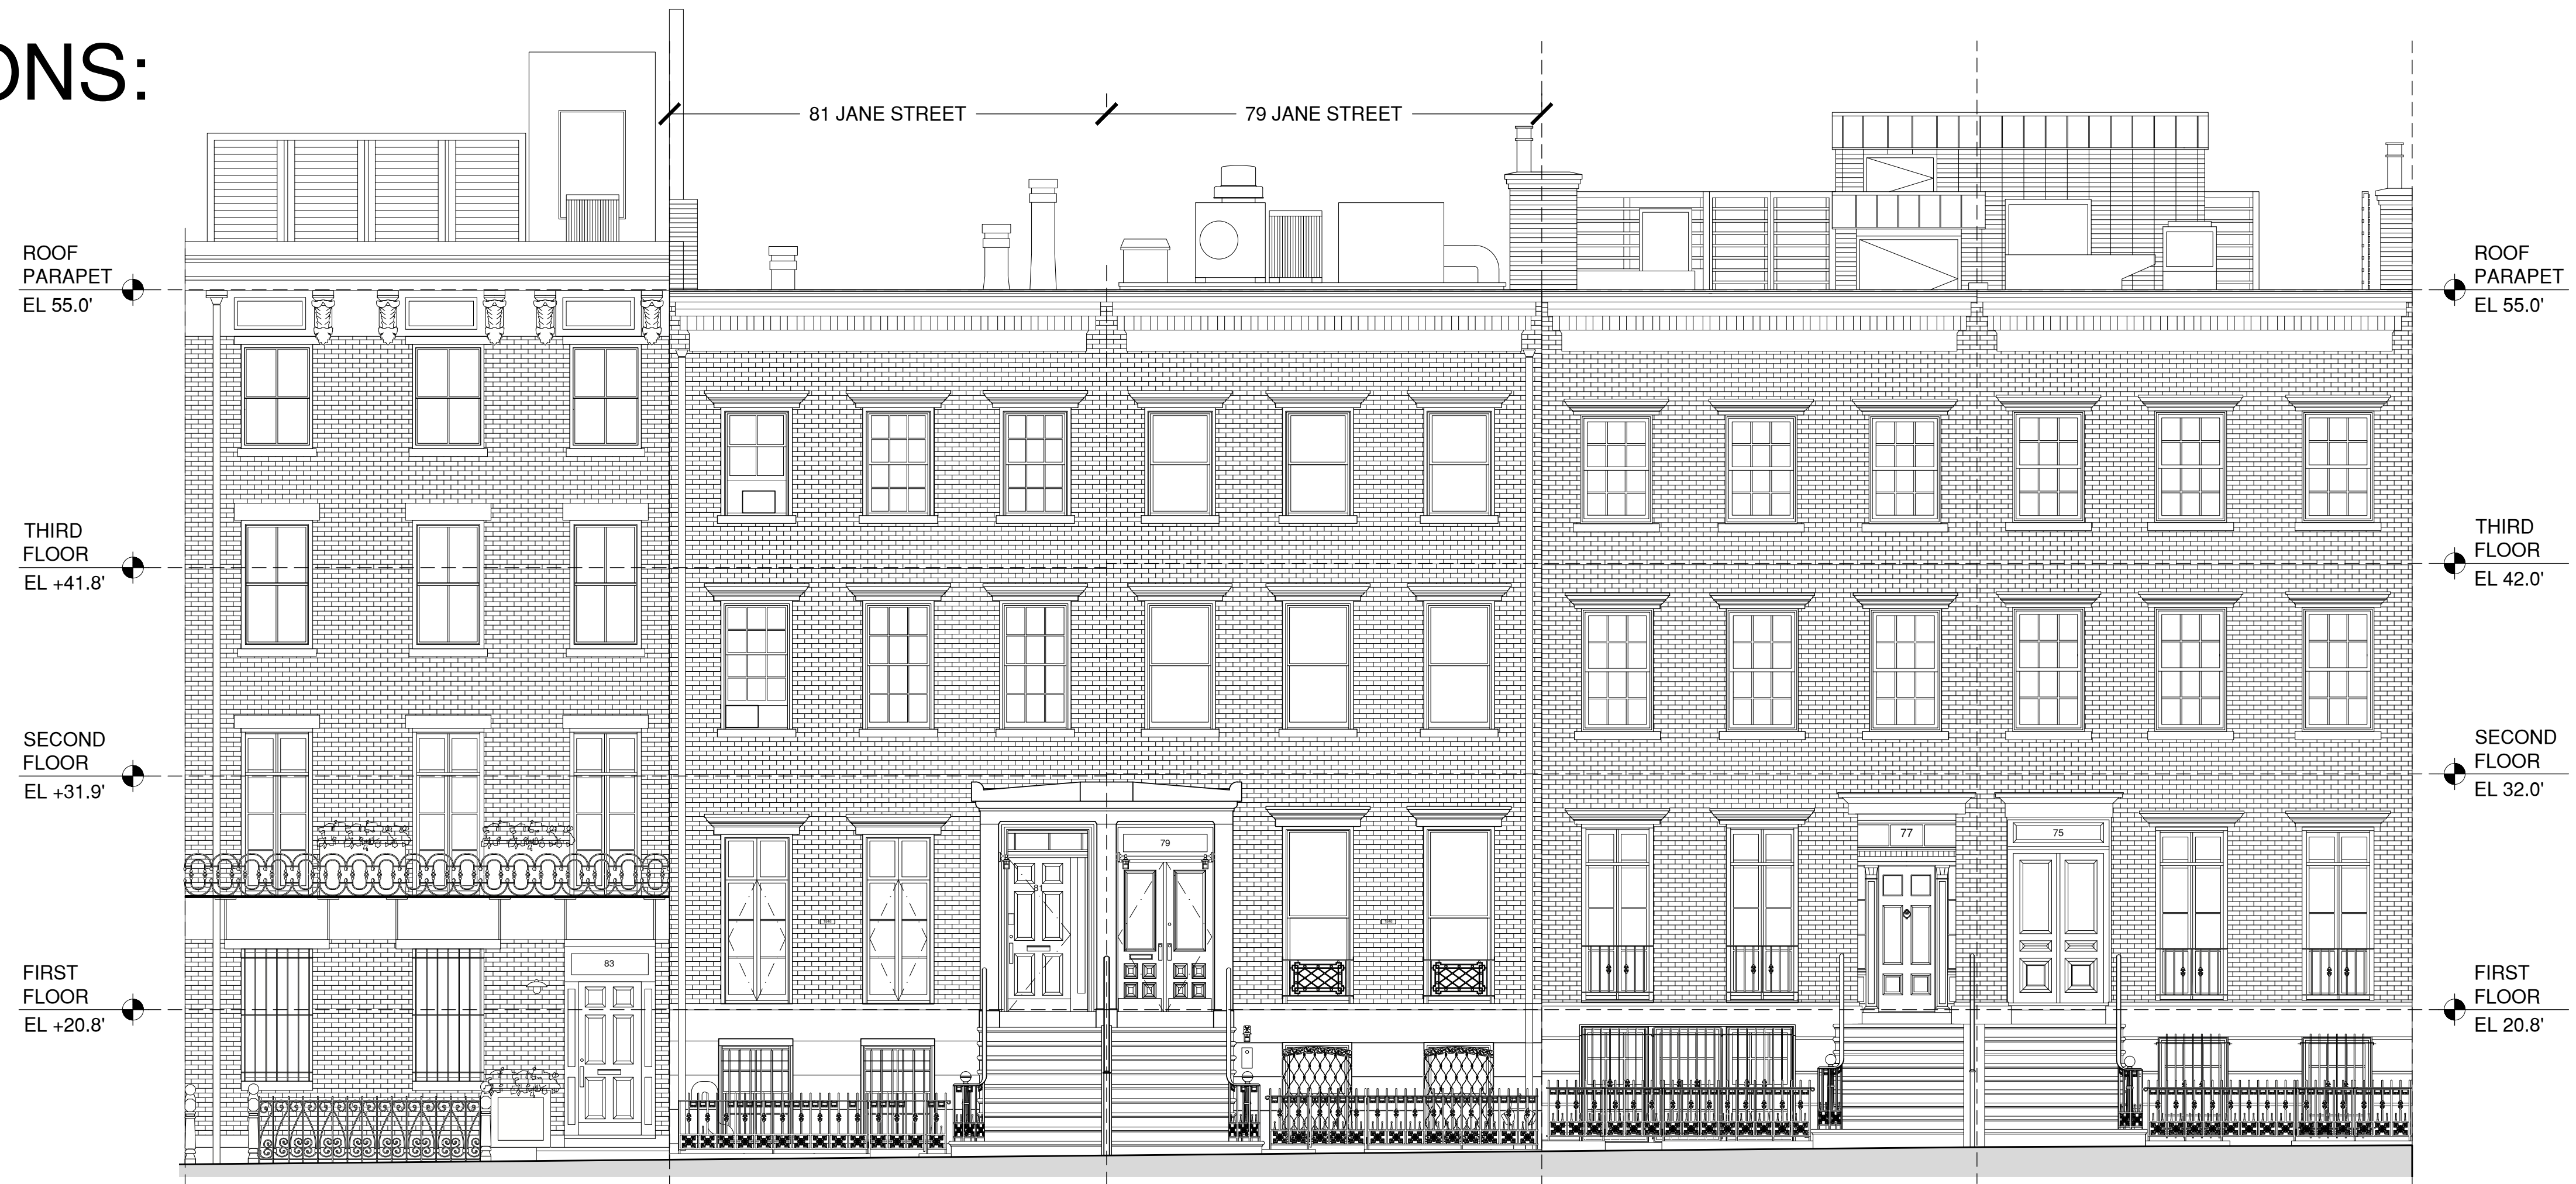 ONS:
81 JANE STREET
79 JANE STREET
ROOF
PARAPET
EL 55.0'
THIRD
FLOOR
EL +41.8'
SECOND
FLOOR
EL +31.9'
FIRST
FLOOR
EL +20.8'
83
81
79
77
75
ROOF
PARAPET
EL 55.0'
THIRD
FLOOR
EL 42.0'
SECOND
FLOOR
EL 32.0'
FIRST
FLOOR
EL 20.8'